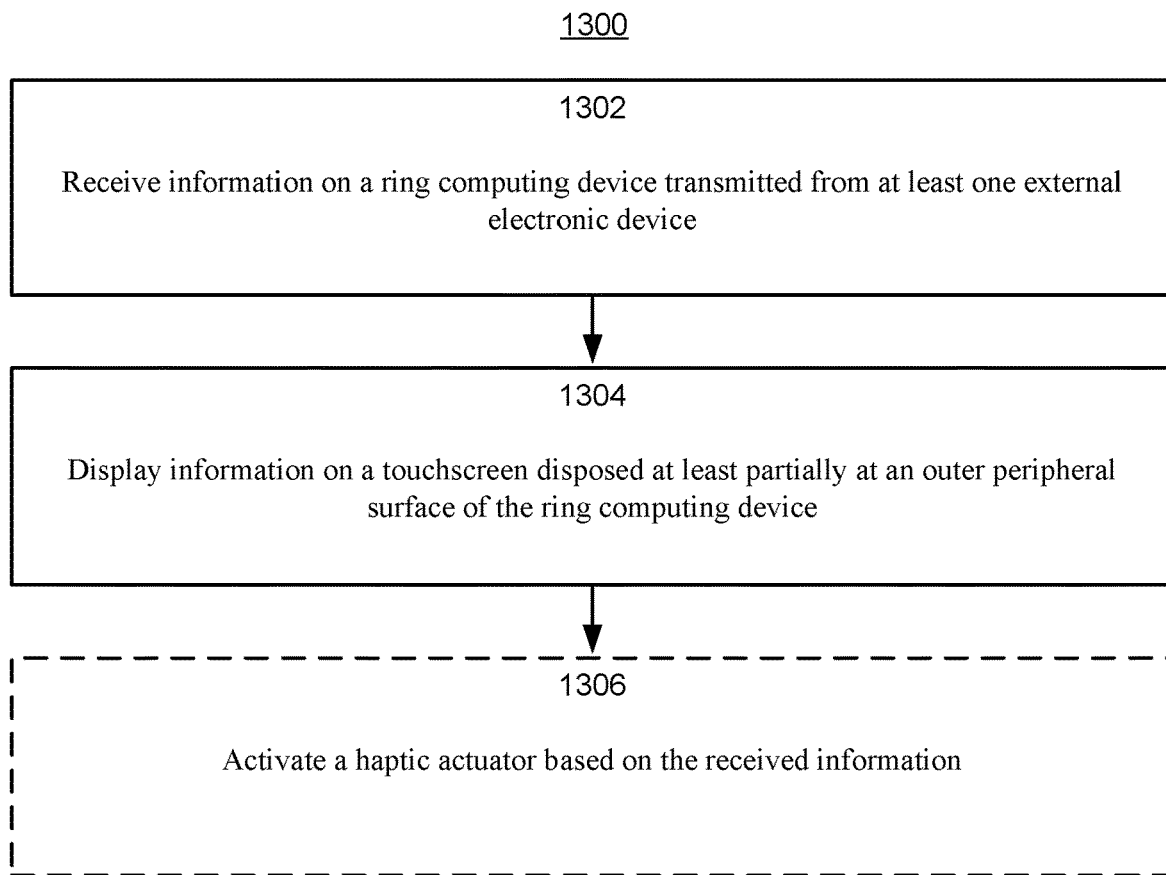 1300
1302
Receive information on a ring computing device transmitted from at least one external
electronic device
1304
Display information on a touchscreen disposed at least partially at an outer peripheral
surface of the ring computing device
1306
Activate a haptic actuator based on the received information